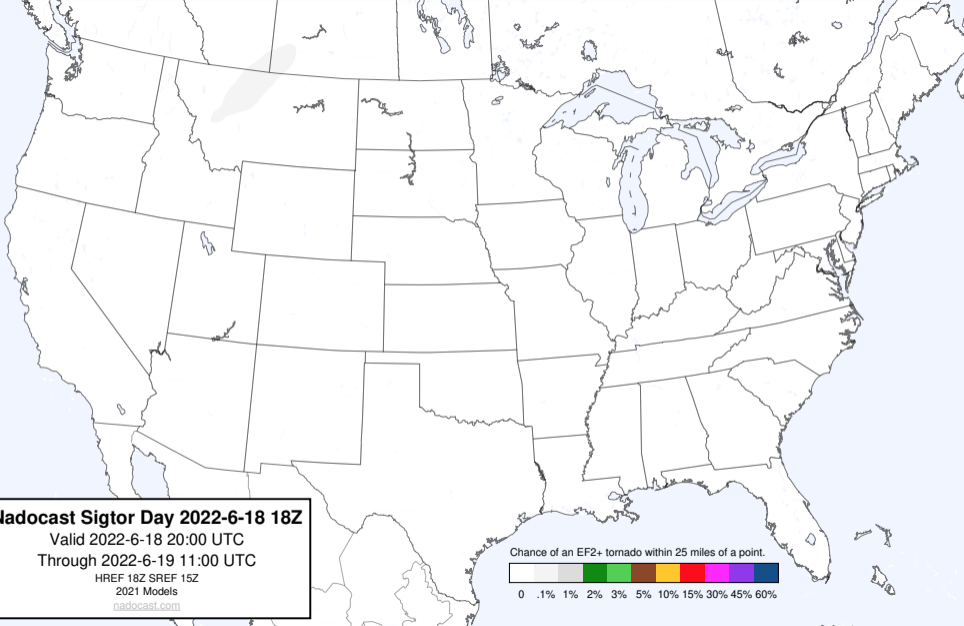 Nadocast Sigtor Day 2022-6-18 18Z
Valid 2022-6-18 20:00 UTC
Through 2022-6-19 11:00 UTC
HREF 18Z SREF 15Z
2021 Models
nadocast.com
Chance of an EF2+ tornado within 25 miles of a point.
0 .1% 1% 2% 3% 5% 10% 15% 30% 45% 60%